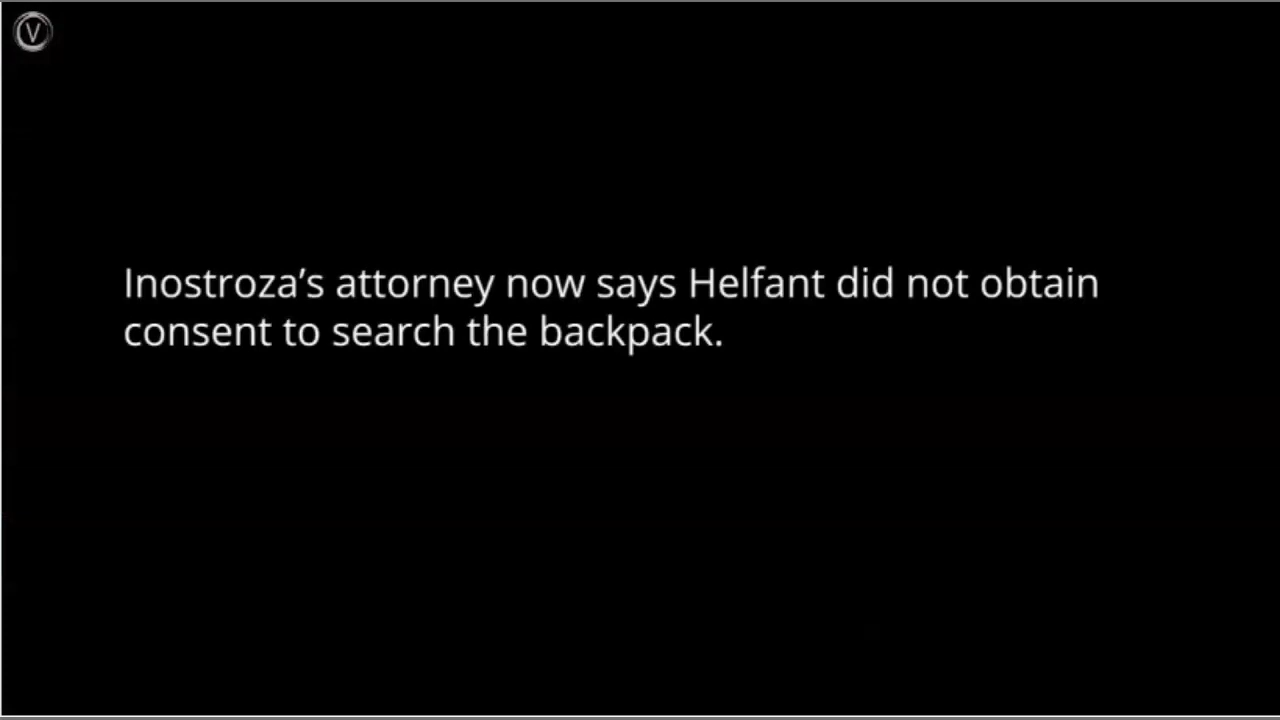 V
Inostroza’s attorney now says Helfant did not obtain
consent to search the backpack.